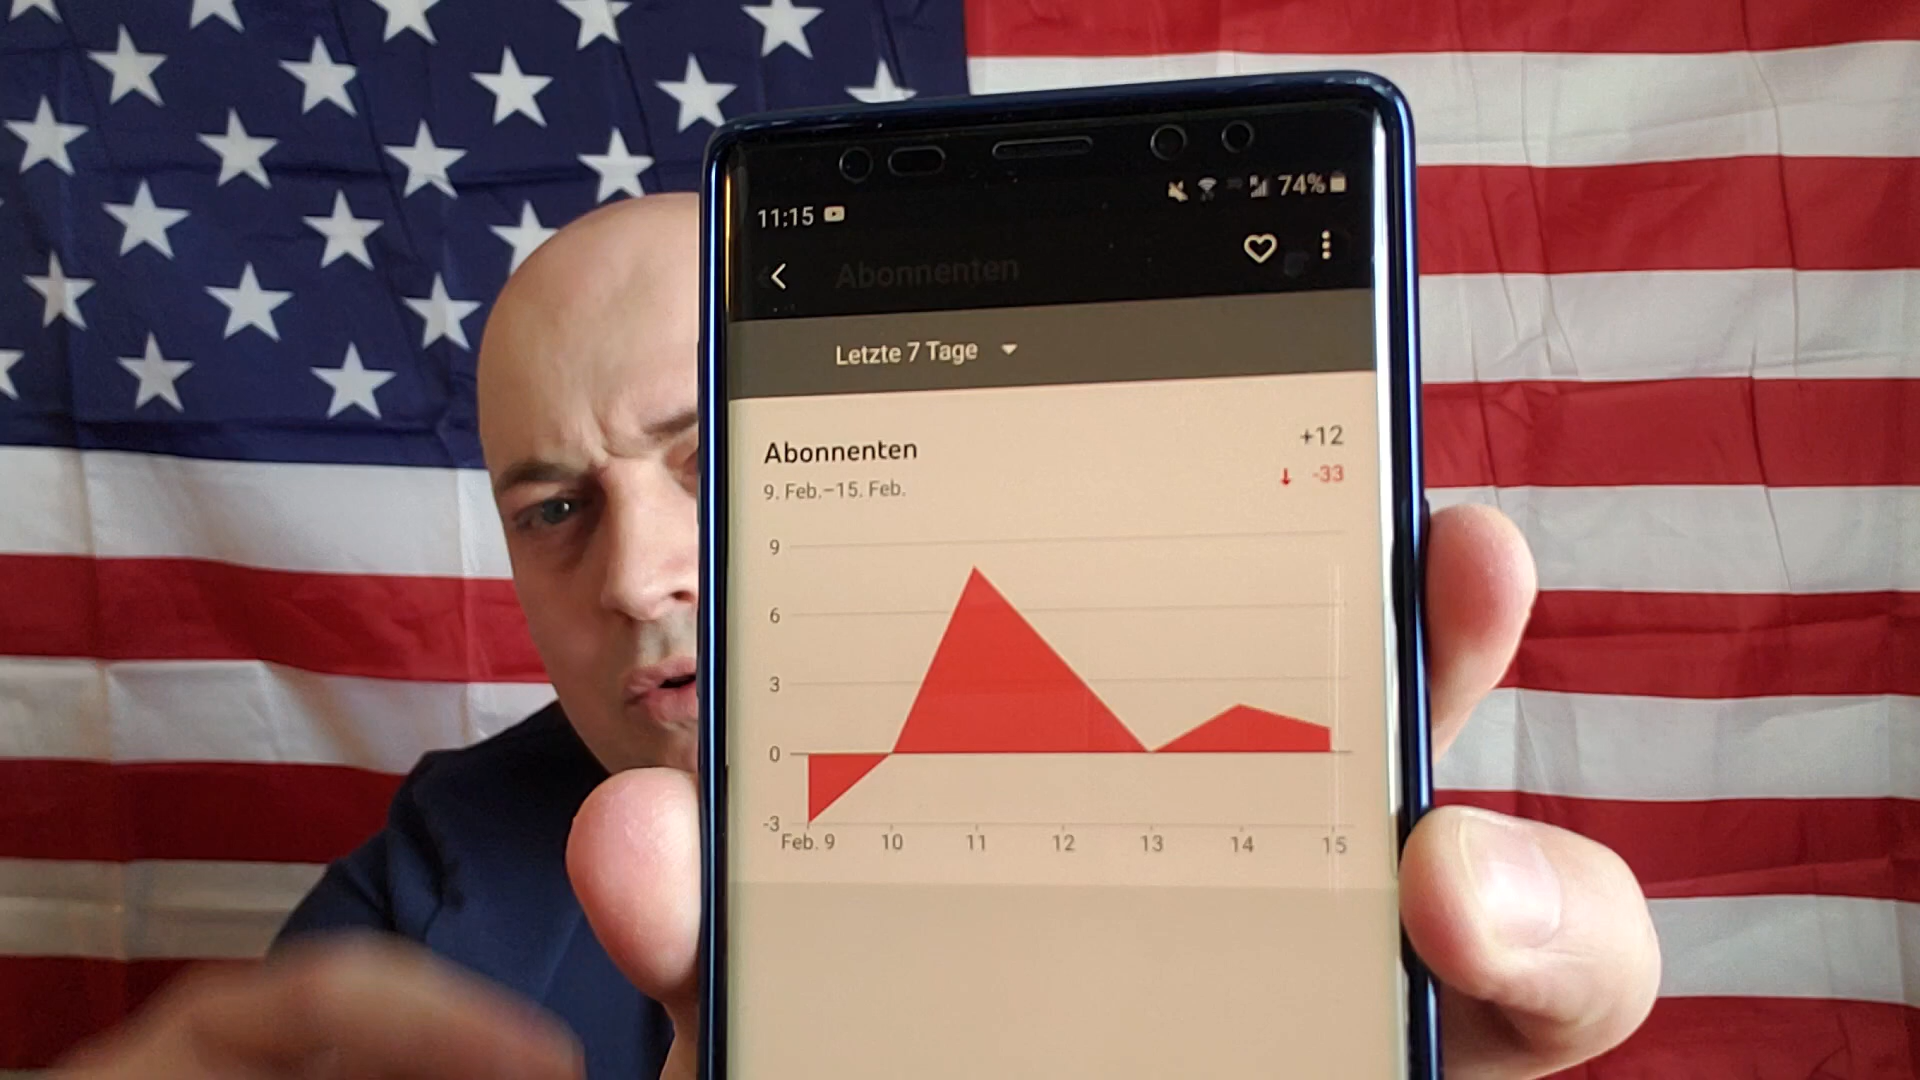 11:15
74%
Abonnenten
Letzte 7 Tage
Abonnenten
+12
9. Feb.–15. Feb.
-33
9
6
3
0
-3
Feb. 9 10 11 12 13 14 15